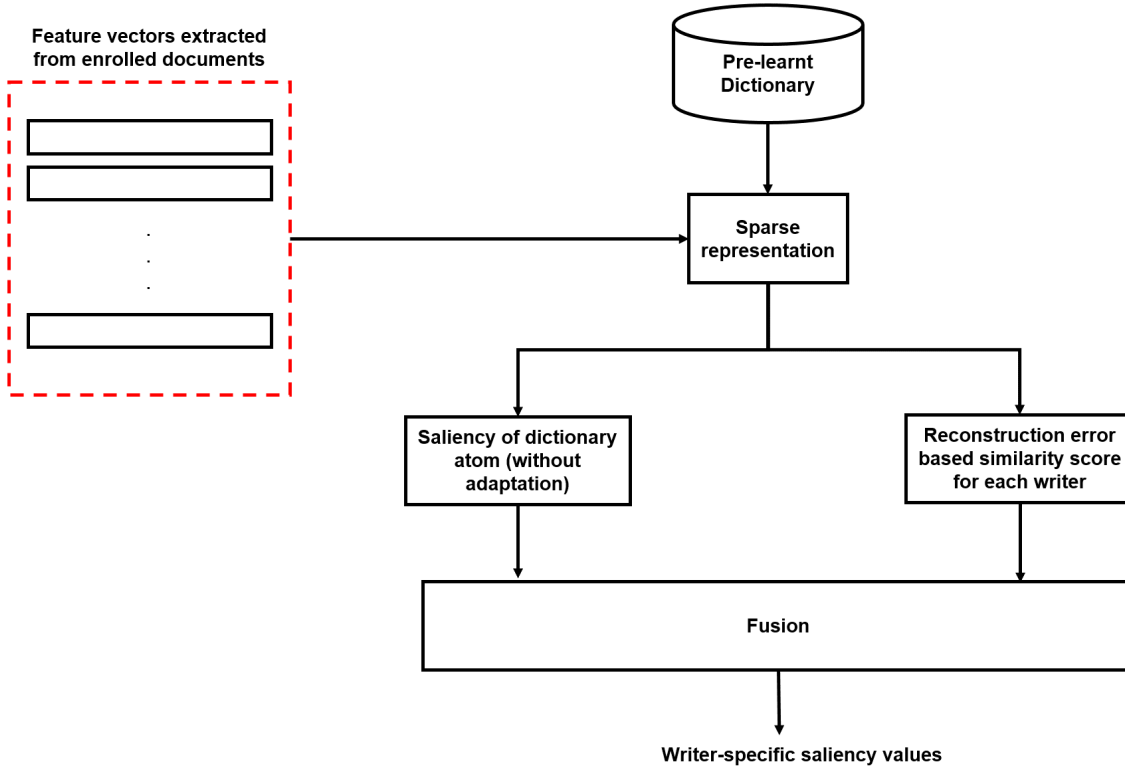 Feature vectors extracted
from enrolled documents
Pre-learnt
Dictionary
Sparse
representation
Saliency of dictionary
atom (without
adaptation)
Reconstruction error
based similarity score
for each writer
Fusion
Writer-specific saliency values